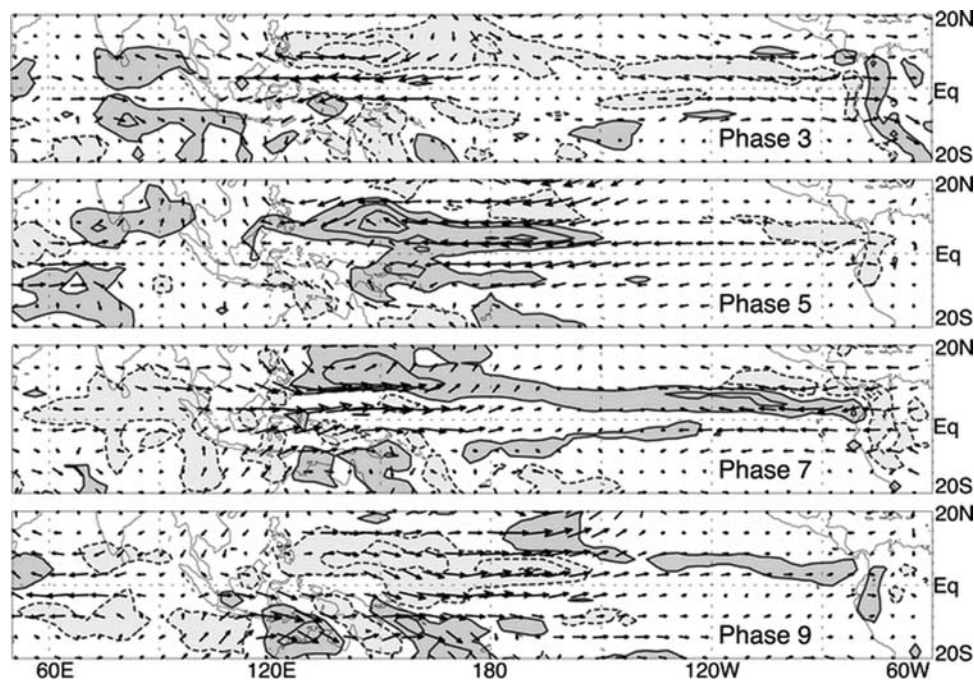 20N
Eq
Phase 3
20S
20N
Eq
Phase 5
20S
20N
Eq
Phase 7
20S
20N
Eq
Phase 9
20S
60E 120E 180 120W 60W